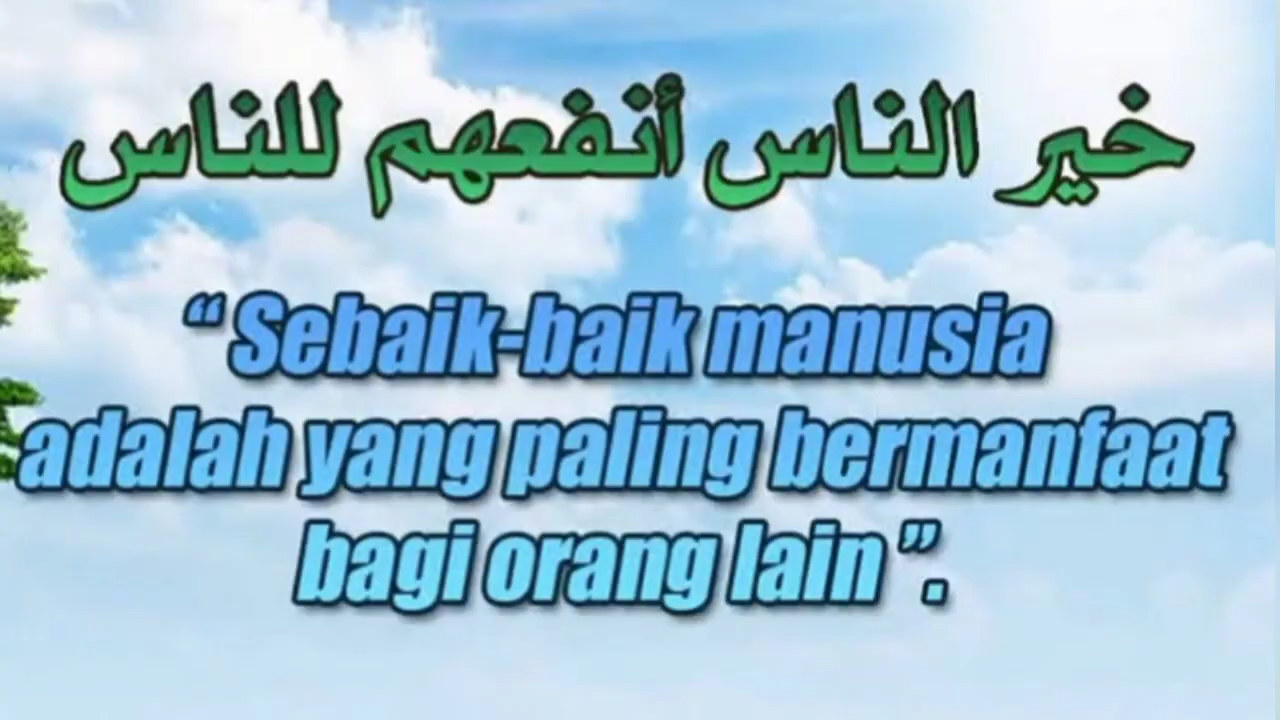 خير الناس أنفعهم للناس
“ Sebaik-baik manusia
adalah yang paling bermanfaat
bagi orang lain ”.